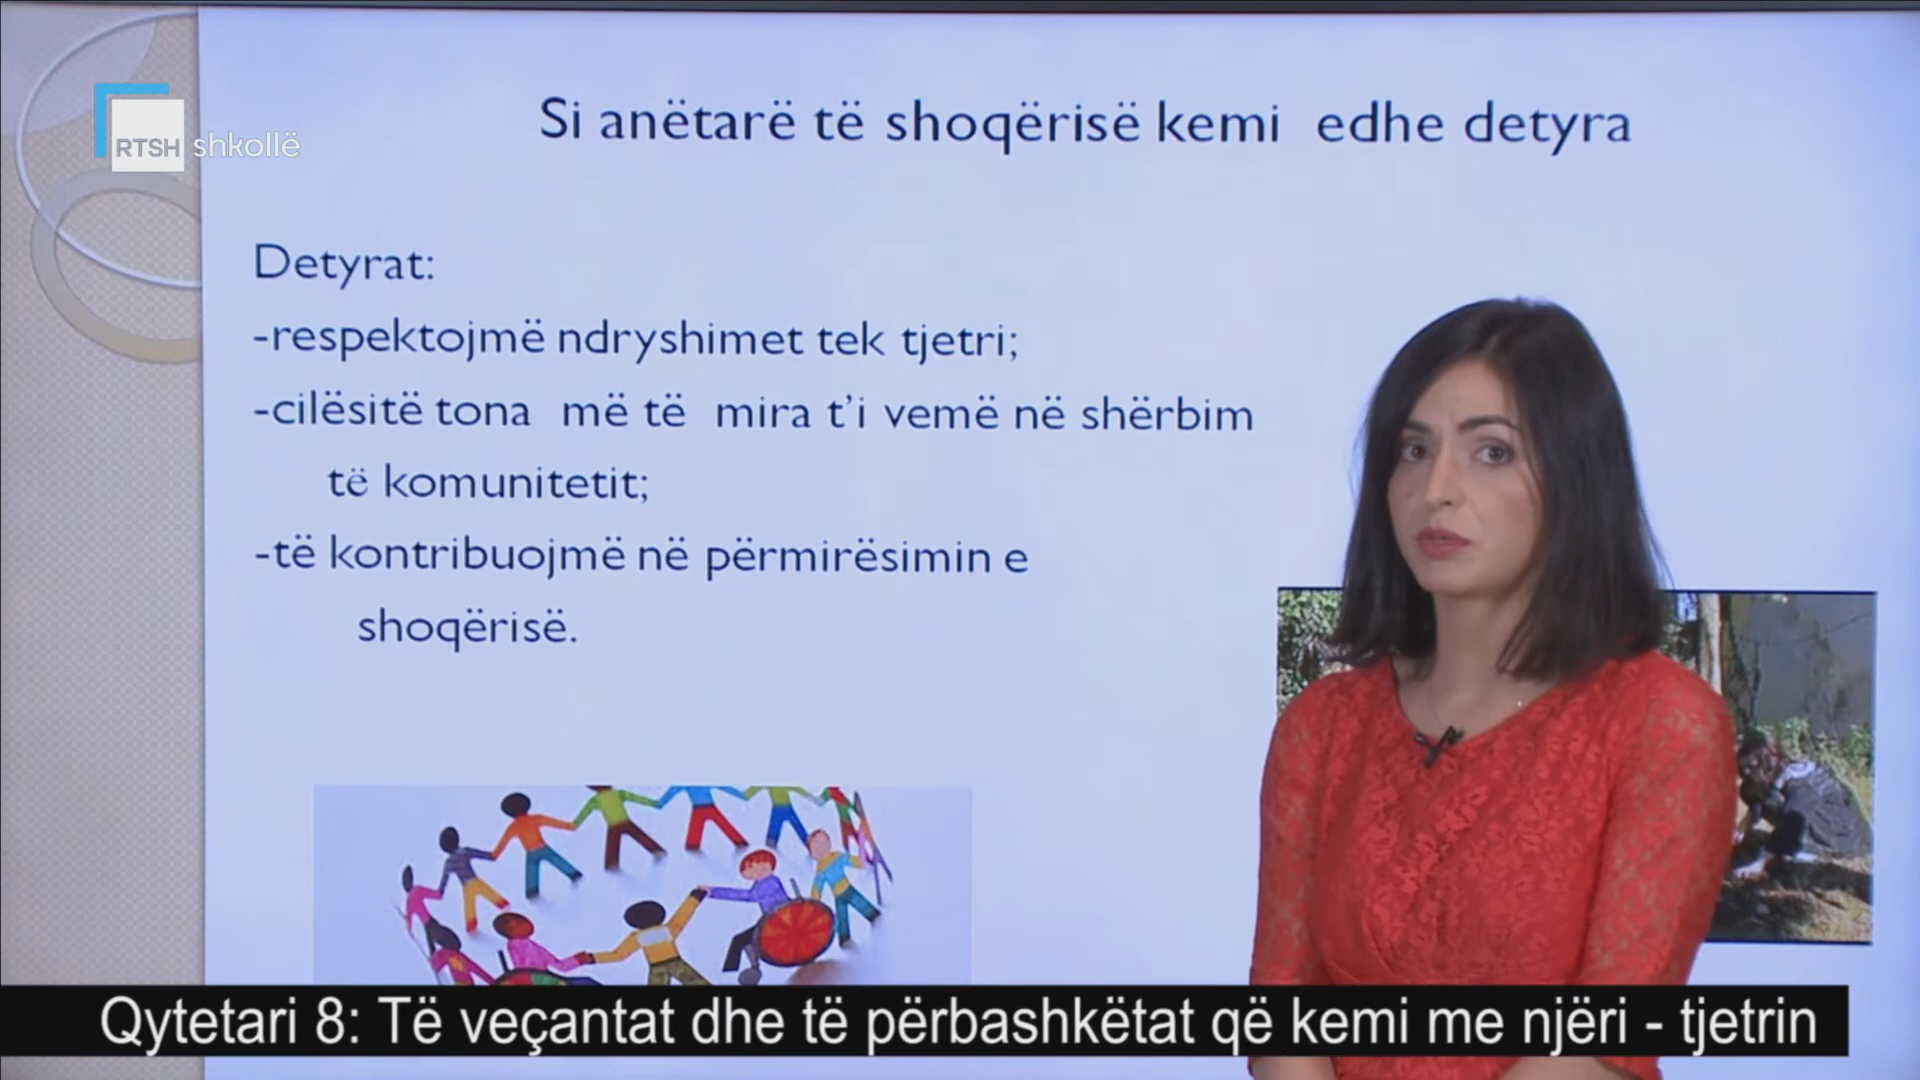 RTSH shkollë
Si anëtarë të shoqërisë kemi edhe detyra
Detyrat:
-respektojmë ndryshimet tek tjetri;
-cilësitë tona më të mira t'i vemë në shërbim
të komunitetit;
-të kontribuojmë në përmirësimin e
shoqërisë.
Qytetari 8: Të veçantat dhe të përbashkëtat që kemi me njëri - tjetrin